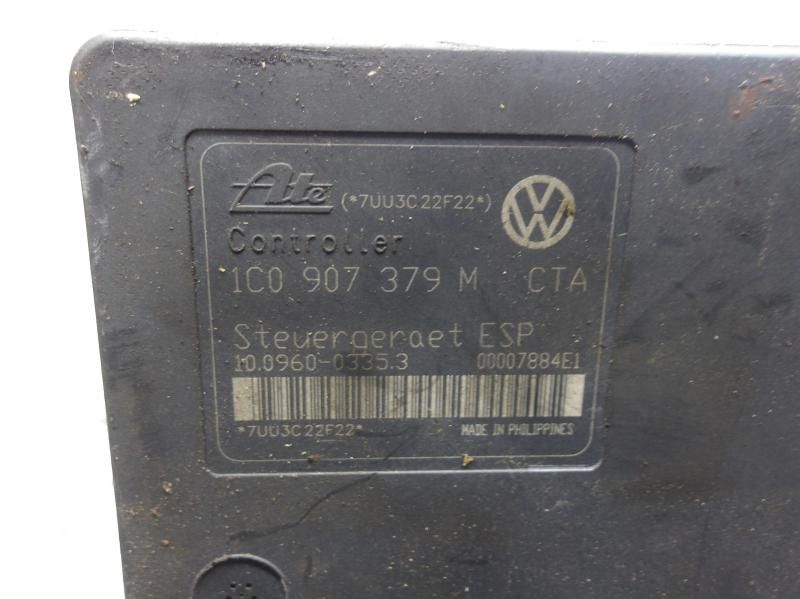 Ate (*7UU3C22F22*)
Controller
1C0 907 379 M CTA
Steuergeraet ESP
10.0960-0335.3 00007884E1
*7UU3C22F22*
MADE IN PHILIPPINES